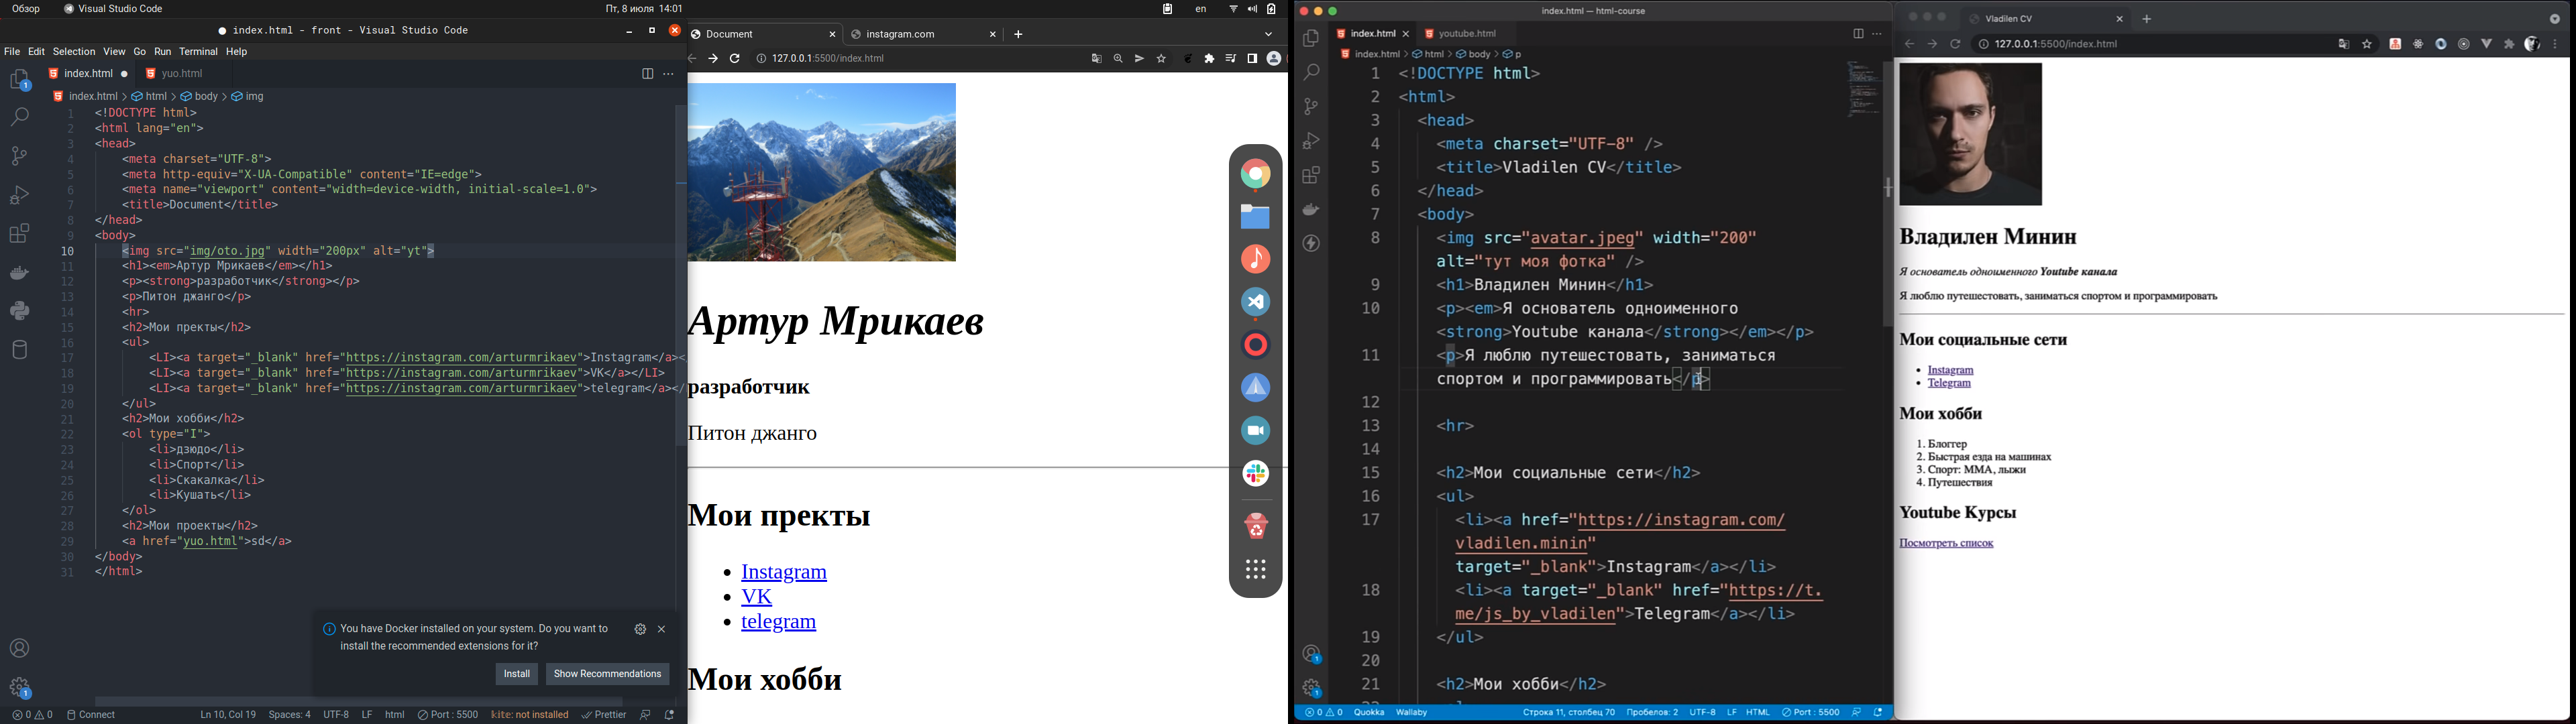 Обзор
Visual Studio Code
Пт, 8 июля 14:01
en
● index.html - front - Visual Studio Code
File Edit Selection View Go Run Terminal Help
index.html ●
yuo.html
index.html > html > body > img
1 <!DOCTYPE html>
2 <html lang="en">
3 <head>
4 <meta charset="UTF-8">
5 <meta http-equiv="X-UA-Compatible" content="IE=edge">
6 <meta name="viewport" content="width=device-width, initial-scale=1.0">
7 <title>Document</title>
8 </head>
9 <body>
10 <img src="img/oto.jpg" width="200px" alt="yt">
11 <h1><em>Артур Мрикаев</em></h1>
12 <p><strong>разработчик</strong></p>
13 <p>Питон джанго</p>
14 <hr>
15 <h2>Мои пректы</h2>
16 <ul>
17 <LI><a target="_blank" href="https://instagram.com/arturmrikaev">Instagram</a><
18 <LI><a target="_blank" href="https://instagram.com/arturmrikaev">VK</a></LI>
19 <LI><a target="_blank" href="https://instagram.com/arturmrikaev">telegram</a></
20 </ul>
21 <h2>Мои хобби</h2>
22 <ol type="I">
23 <li>дзюдо</li>
24 <li>Спорт</li>
25 <li>Скакалка</li>
26 <li>Кушать</li>
27 </ol>
28 <h2>Мои проекты</h2>
29 <a href="yuo.html">sd</a>
30 </body>
31 </html>
1
1
You have Docker installed on your system. Do you want to
install the recommended extensions for it?
Install
Show Recommendations
0 0 Connect Ln 10, Col 19 Spaces: 4 UTF-8 LF html Port : 5500 kite: not installed Prettier
Document
instagram.com
127.0.0.1:5500/index.html
Артур Мрикаев
разработчик
Питон джанго
Мои пректы
• Instagram
• VK
• telegram
Мои хобби
index.html — html-course
index.html
youtube.html
index.html > html > body > p
1 <!DOCTYPE html>
2 <html>
3 <head>
4 <meta charset="UTF-8" />
5 <title>Vladilen CV</title>
6 </head>
7 <body>
8 <img src="avatar.jpeg" width="200"
alt="тут моя фотка" />
9 <h1>Владилен Минин</h1>
10 <p><em>Я основатель одноименного
<strong>Youtube канала</strong></em></p>
11 <p>Я люблю путешестовать, заниматься
спортом и программировать</p>
12
13 <hr>
14
15 <h2>Мои социальные сети</h2>
16 <ul>
17 <li><a href="https://instagram.com/
vladilen.minin"
target="_blank">Instagram</a></li>
18 <li><a target="_blank" href="https://t.
me/js_by_vladilen">Telegram</a></li>
19 </ul>
20
21 <h2>Мои хобби</h2>
1
1
0 0 Quokka Wallaby Строка 11, столбец 70 Пробелов: 2 UTF-8 LF HTML Port : 5500
Vladilen CV
127.0.0.1:5500/index.html
Владилен Минин
Я основатель одноименного Youtube канала
Я люблю путешестовать, заниматься спортом и программировать
Мои социальные сети
• Instagram
• Telegram
Мои хобби
1. Блоггер
2. Быстрая езда на машинах
3. Спорт: ММА, лыжи
4. Путешествия
Youtube Курсы
Посмотреть список